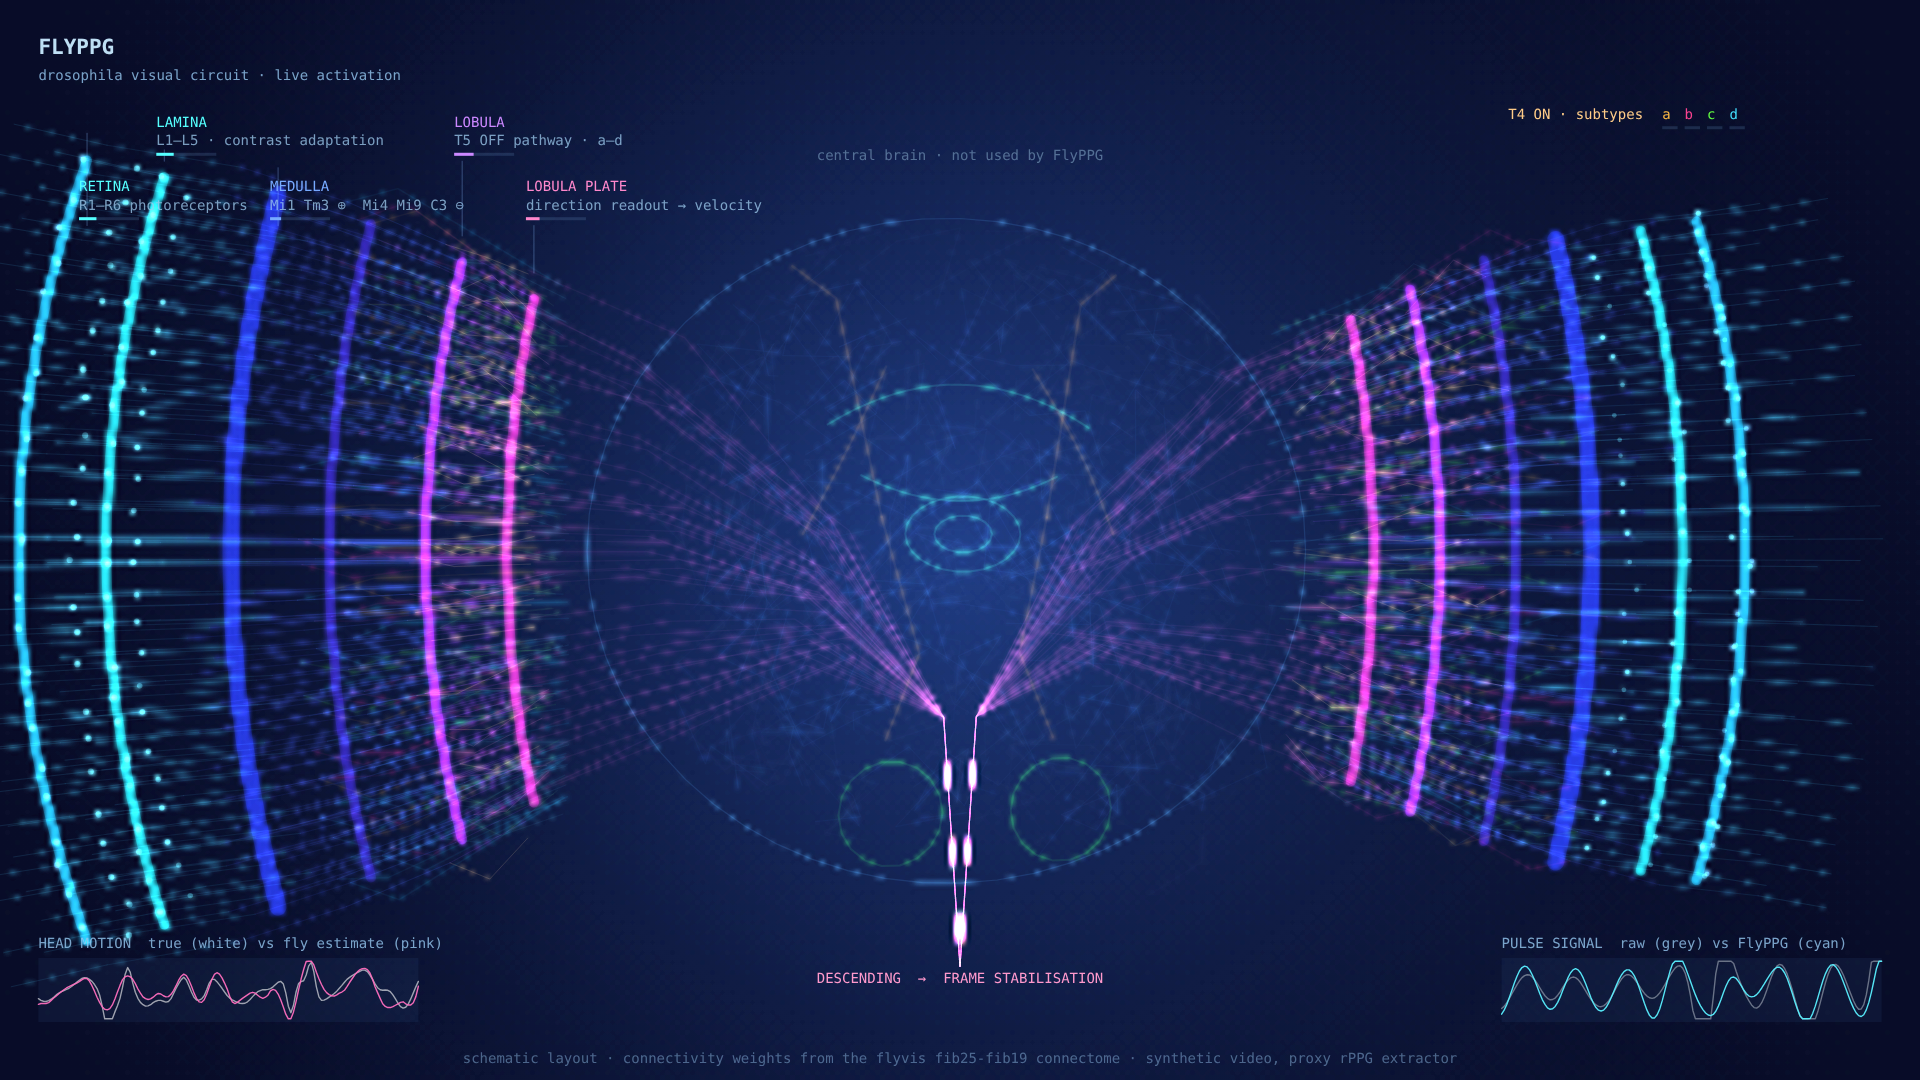 FLYPPG
drosophila visual circuit · live activation
LAMINA
L1–L5 · contrast adaptation
LOBULA
T5 OFF pathway · a–d
T4 ON · subtypes a b c d
central brain · not used by FlyPPG
RETINA
R1–R6 photoreceptors
MEDULLA
Mi1 Tm3 ⊕ Mi4 Mi9 C3 ⊖
LOBULA PLATE
direction readout → velocity
HEAD MOTION true (white) vs fly estimate (pink)
PULSE SIGNAL raw (grey) vs FlyPPG (cyan)
DESCENDING → FRAME STABILISATION
schematic layout · connectivity weights from the flyvis fib25-fib19 connectome · synthetic video, proxy rPPG extractor